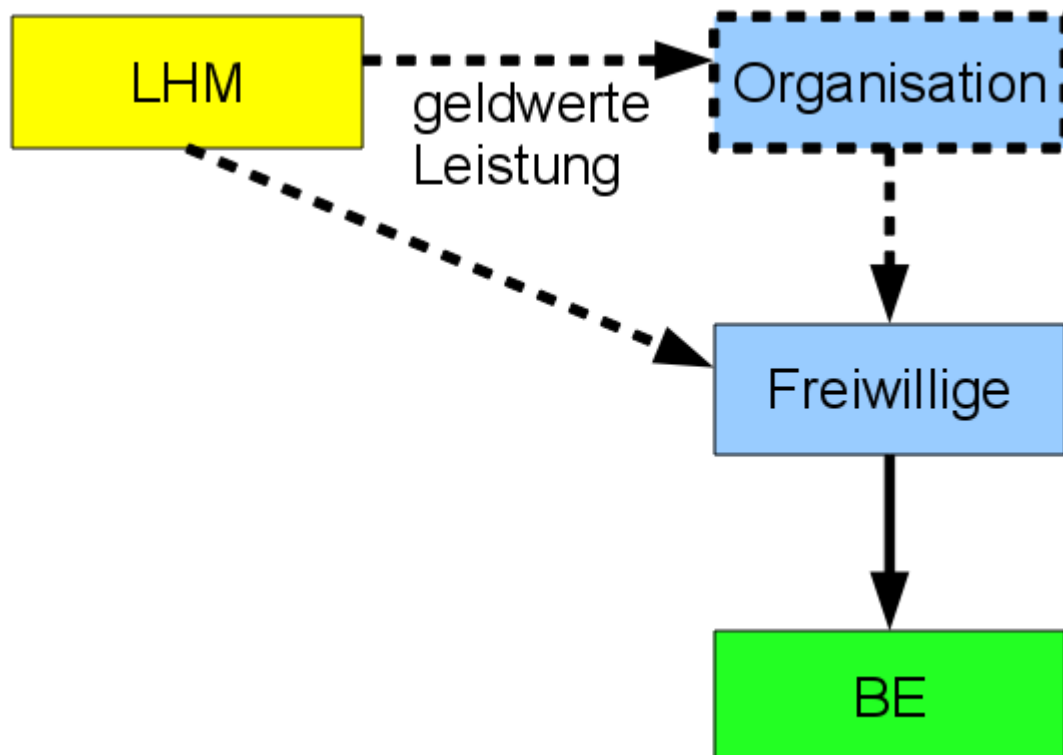 LHM
Organisation
geldwerte
Leistung
Freiwillige
BE